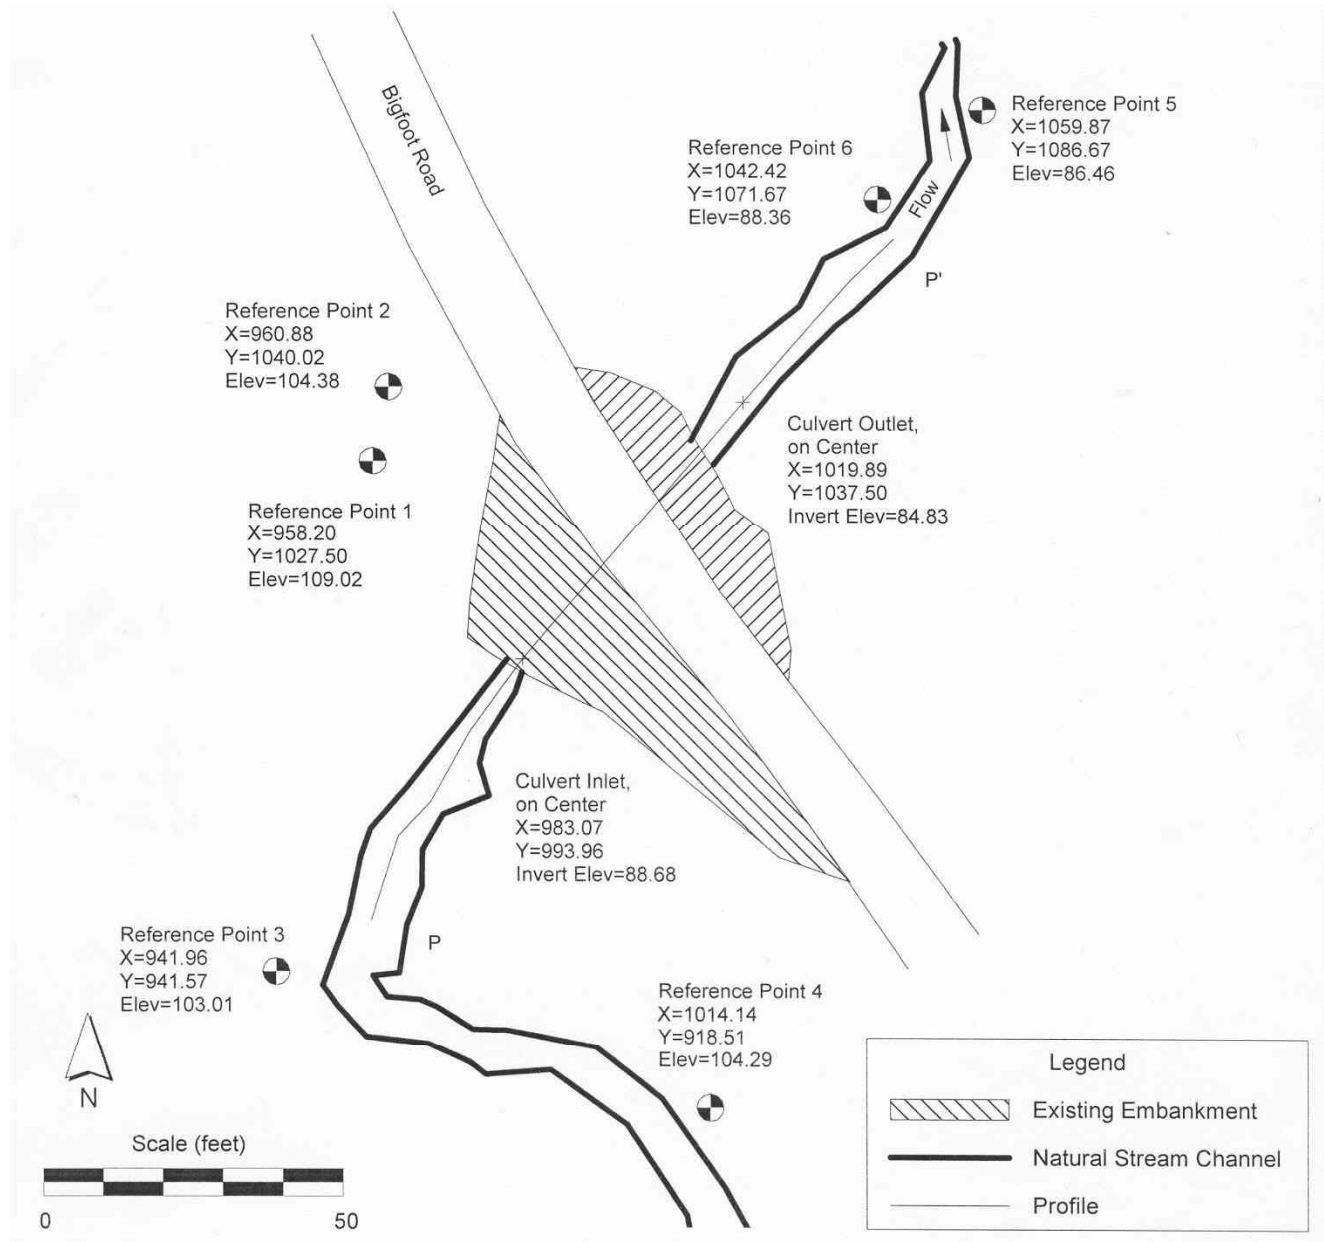 Bigfoot Road
Reference Point 5
X=1059.87
Y=1086.67
Elev=86.46
Reference Point 6
X=1042.42
Y=1071.67
Elev=88.36
Flow
P'
Reference Point 2
X=960.88
Y=1040.02
Elev=104.38
Culvert Outlet,
on Center
X=1019.89
Y=1037.50
Invert Elev=84.83
Reference Point 1
X=958.20
Y=1027.50
Elev=109.02
Culvert Inlet,
on Center
X=983.07
Y=993.96
Invert Elev=88.68
P
Reference Point 3
X=941.96
Y=941.57
Elev=103.01
Reference Point 4
X=1014.14
Y=918.51
Elev=104.29
N
Scale (feet)
0 50
Legend
Existing Embankment
Natural Stream Channel
Profile